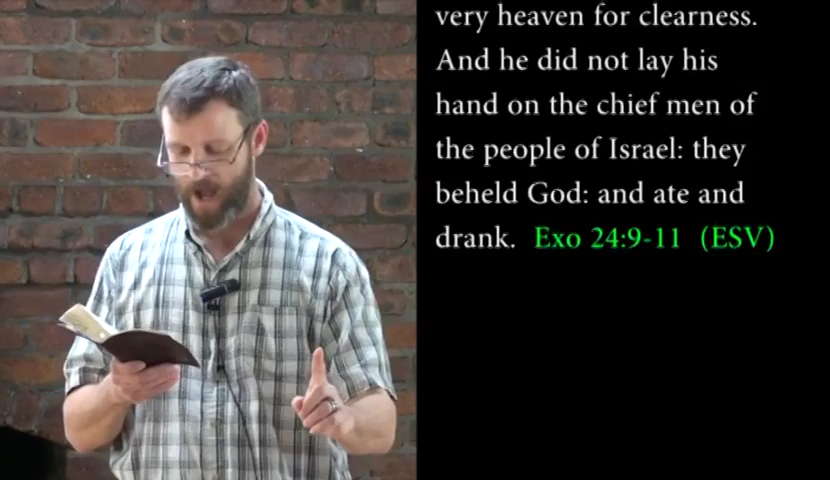 very heaven for clearness.
And he did not lay his
hand on the chief men of
the people of Israel: they
beheld God: and ate and
drank.  Exo 24:9-11  (ESV)